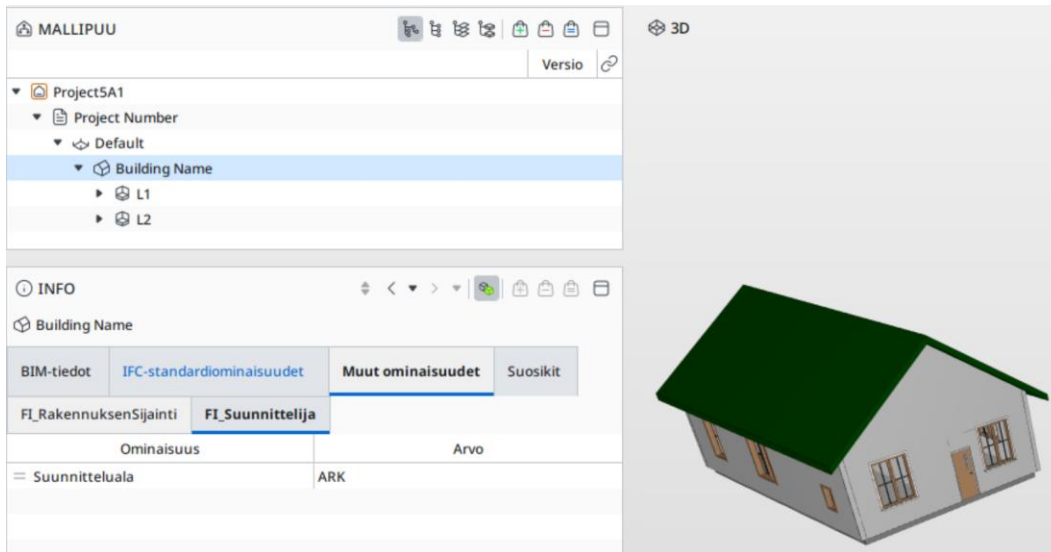 MALLIPUU
3D
Versio
Project5A1
Project Number
Default
Building Name
L1
L2
INFO
Building Name
BIM-tiedot IFC-standardiominaisuudet Muut ominaisuudet Suosikit
FI_RakennuksenSijainti FI_Suunnittelija
Ominaisuus Arvo
Suunnitteluala ARK